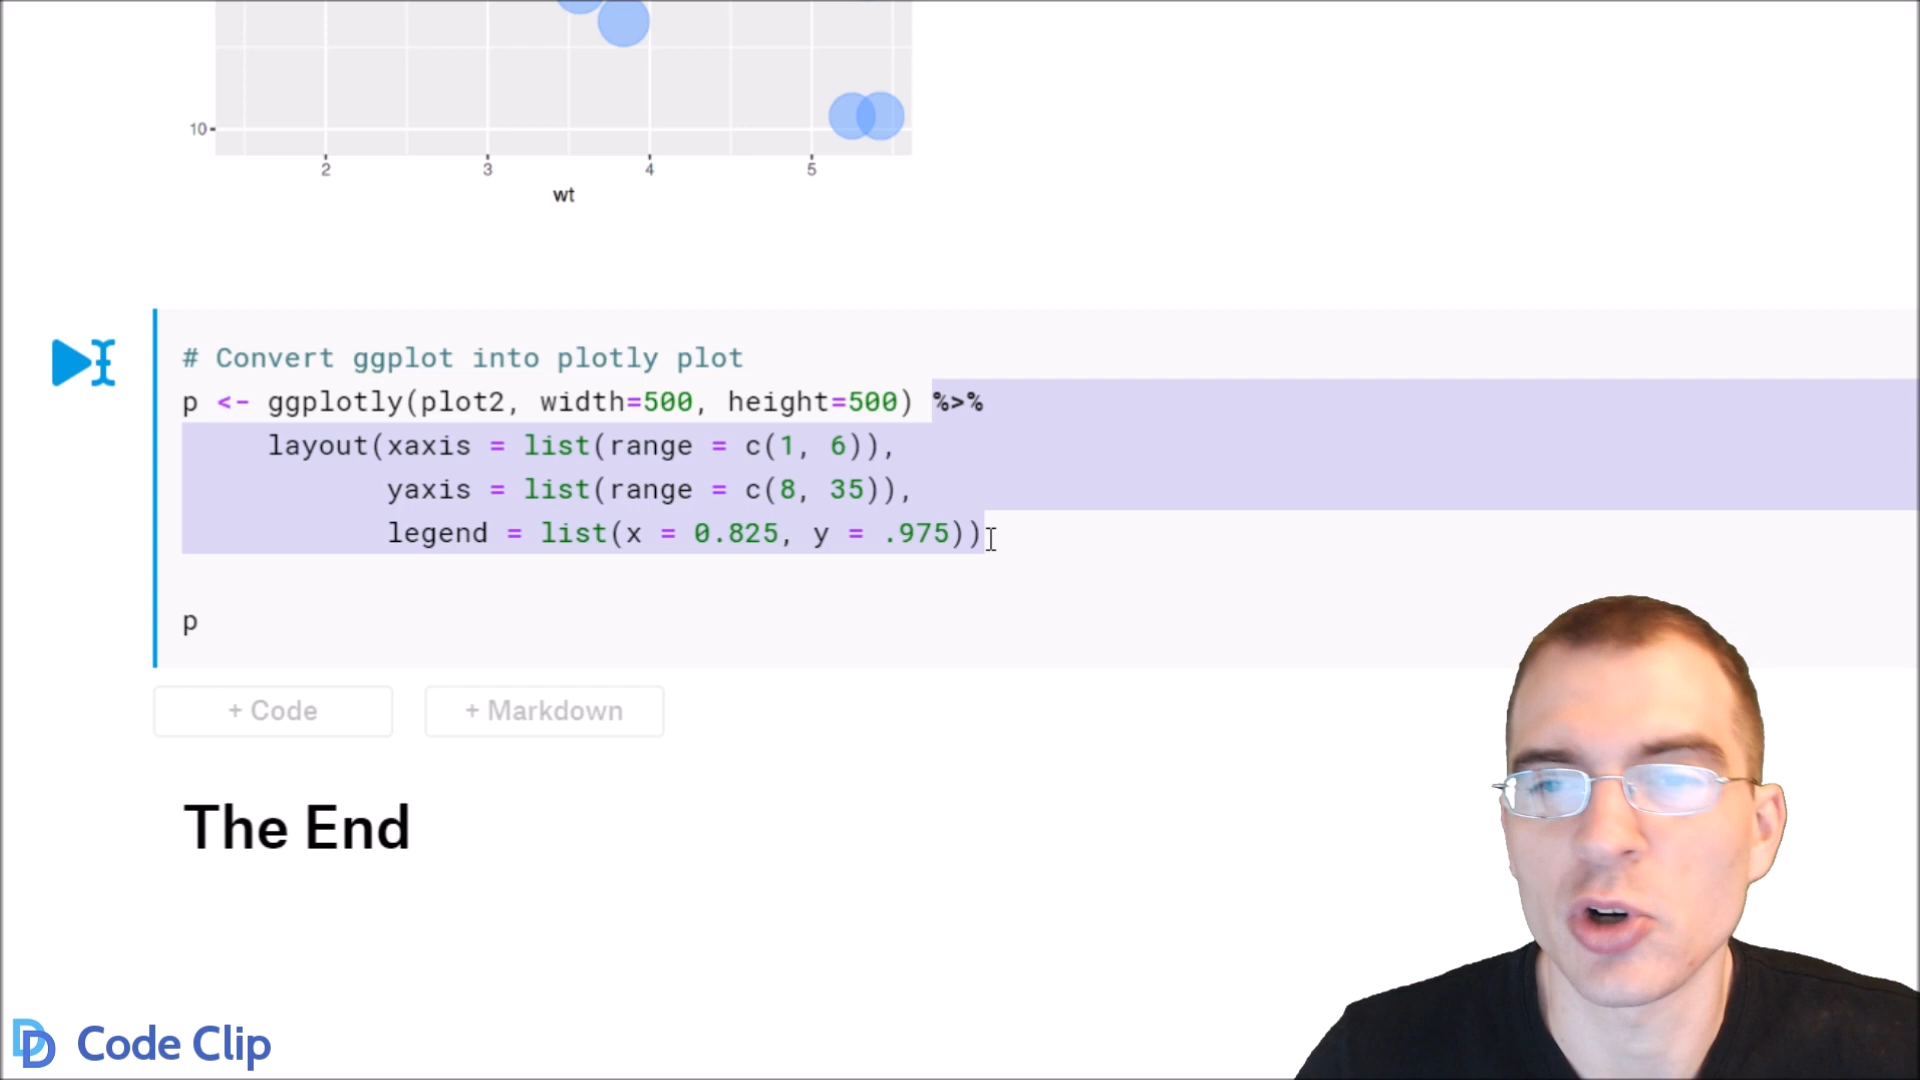 10
2 3 4 5
wt
# Convert ggplot into plotly plot
p <- ggplotly(plot2, width=500, height=500) %>%
layout(xaxis = list(range = c(1, 6)),
yaxis = list(range = c(8, 35)),
legend = list(x = 0.825, y = .975))
p
+ Code + Markdown
The End
Code Clip